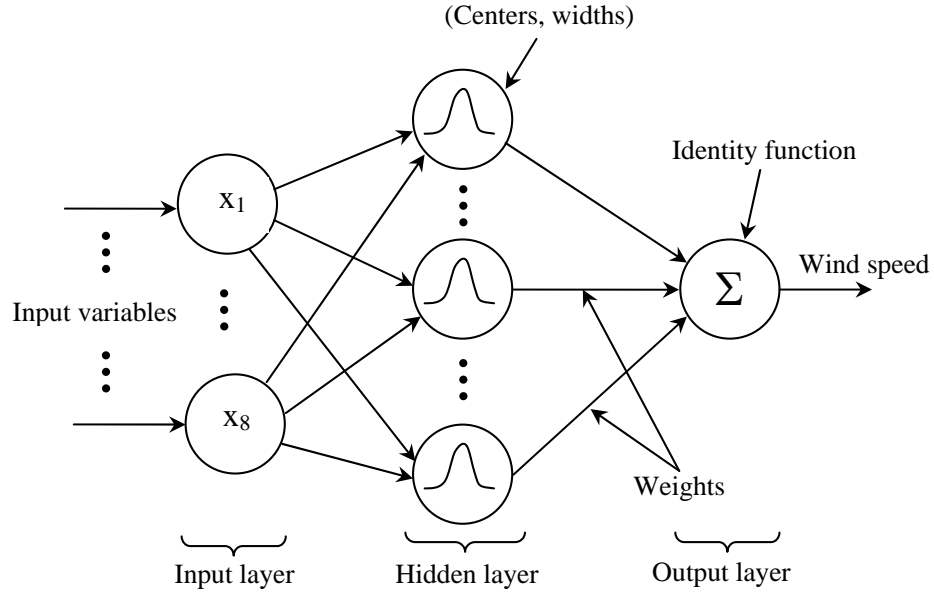 (Centers, widths)
Identity function
x₁
Wind speed
Σ
Input variables
x₈
Weights
Input layer
Hidden layer
Output layer